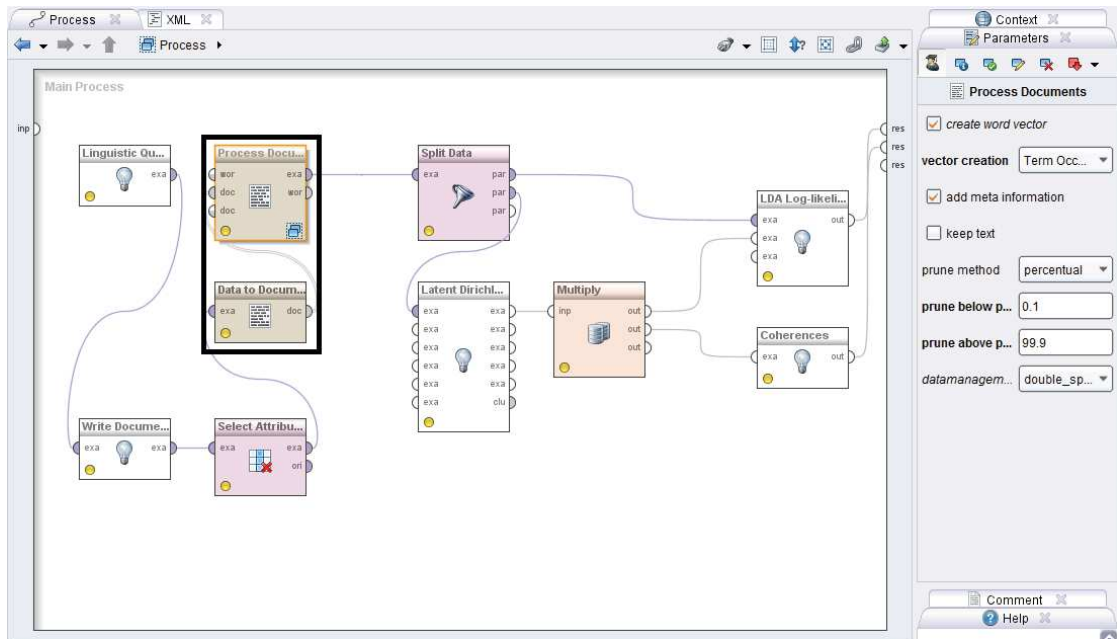 Process XML Context
Process Parameters
Process Documents
Main Process
inp
res
res
res
create word vector
vector creation Term Occ...
add meta information
keep text
prune method percentual
prune below p... 0.1
prune above p... 99.9
datamanagem... double_sp...
Linguistic Qu...
exa
Process Docu...
wor exa
doc wor
doc
Split Data
exa par
par
par
LDA Log-likeli...
exa out
exa
exa
Data to Docum...
exa doc
Latent Dirichl...
exa exa
exa exa
exa exa
exa exa
exa exa
exa clu
Multiply
inp out
out
out
Coherences
exa out
Write Docume...
exa exa
Select Attribu...
exa exa
ori
Comment
Help